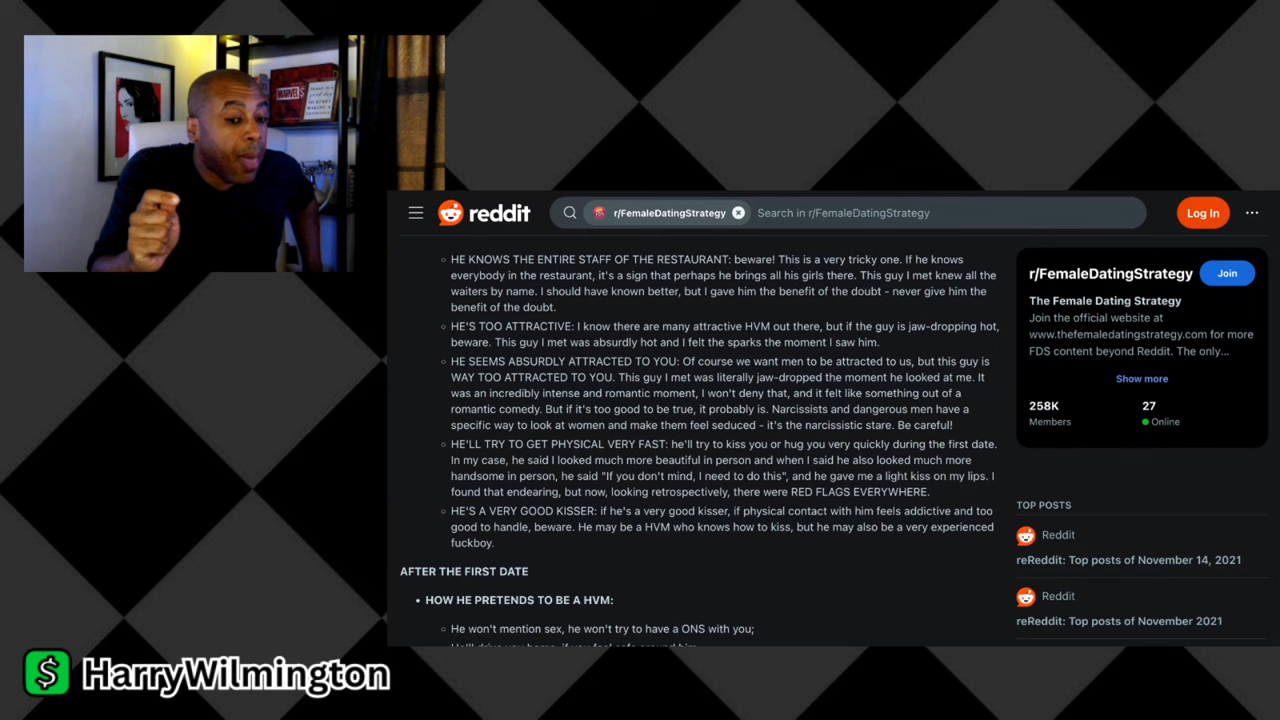 MARVEL
reddit
r/FemaleDatingStrategy
Search in r/FemaleDatingStrategy
Log In
HE KNOWS THE ENTIRE STAFF OF THE RESTAURANT: beware! This is a very tricky one. If he knows
everybody in the restaurant, it's a sign that perhaps he brings all his girls there. This guy I met knew all the
waiters by name. I should have known better, but I gave him the benefit of the doubt - never give him the
benefit of the doubt.
HE'S TOO ATTRACTIVE: I know there are many attractive HVM out there, but if the guy is jaw-dropping hot,
beware. This guy I met was absurdly hot and I felt the sparks the moment I saw him.
HE SEEMS ABSURDLY ATTRACTED TO YOU: Of course we want men to be attracted to us, but this guy is
WAY TOO ATTRACTED TO YOU. This guy I met was literally jaw-dropped the moment he looked at me. It
was an incredibly intense and romantic moment, I won't deny that, and it felt like something out of a
romantic comedy. But if it's too good to be true, it probably is. Narcissists and dangerous men have a
specific way to look at women and make them feel seduced - it's the narcissistic stare. Be careful!
HE'LL TRY TO GET PHYSICAL VERY FAST: he'll try to kiss you or hug you very quickly during the first date.
In my case, he said I looked much more beautiful in person and when I said he also looked much more
handsome in person, he said "If you don't mind, I need to do this", and he gave me a light kiss on my lips. I
found that endearing, but now, looking retrospectively, there were RED FLAGS EVERYWHERE.
HE'S A VERY GOOD KISSER: if he's a very good kisser, if physical contact with him feels addictive and too
good to handle, beware. He may be a HVM who knows how to kiss, but he may also be a very experienced
fuckboy.
AFTER THE FIRST DATE
• HOW HE PRETENDS TO BE A HVM:
He won't mention sex, he won't try to have a ONS with you;
He'll drive you home, if you feel safe around him
r/FemaleDatingStrategy
Join
The Female Dating Strategy
Join the official website at
www.thefemaledatingstrategy.com for more
FDS content beyond Reddit. The only...
Show more
258K
27
Members
Online
TOP POSTS
Reddit
reReddit: Top posts of November 14, 2021
Reddit
reReddit: Top posts of November 2021
$ HarryWilmington